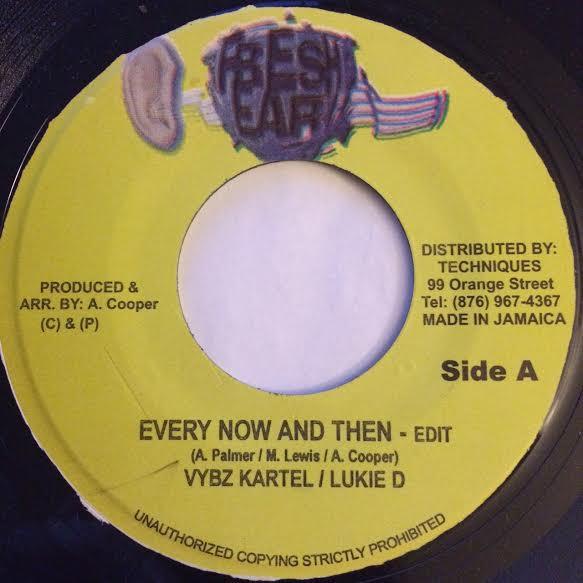 FRESH
EAR
PRODUCED &
ARR. BY: A. Cooper
(C) & (P)
DISTRIBUTED BY:
TECHNIQUES
99 Orange Street
Tel: (876) 967-4367
MADE IN JAMAICA
Side A
EVERY NOW AND THEN - EDIT
(A. Palmer / M. Lewis / A. Cooper)
VYBZ KARTEL / LUKIE D
UNAUTHORIZED COPYING STRICTLY PROHIBITED